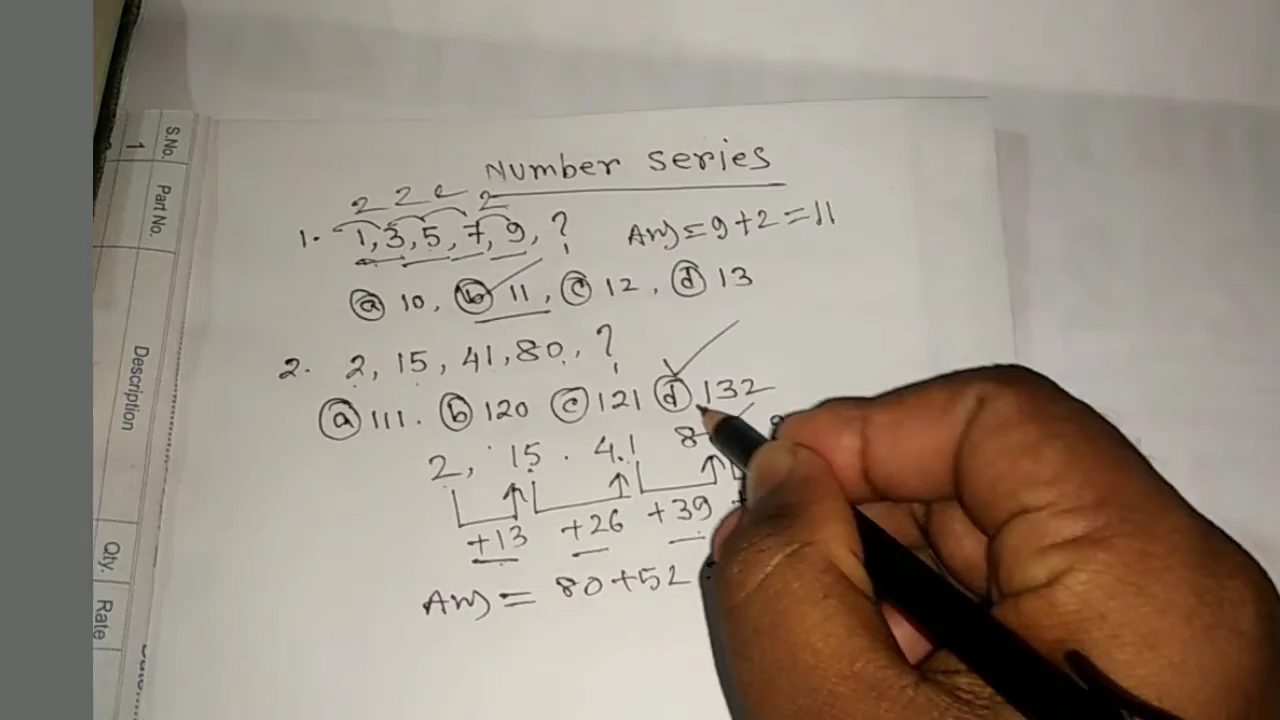 S.No.
1
Part No.
Description
Qty.
Rate
Number series
2 2 2 2
1. 1, 3, 5, 7, 9, ? Ans = 9+2 = 11
ⓐ 10, ⓑ 11, ⓒ 12, ⓓ 13
2. 2, 15, 41, 80, ?
ⓐ 111. ⓑ 120 ⓒ 121 ⓓ 132
2, 15. 41
+13 +26 +39
Ans = 80+52